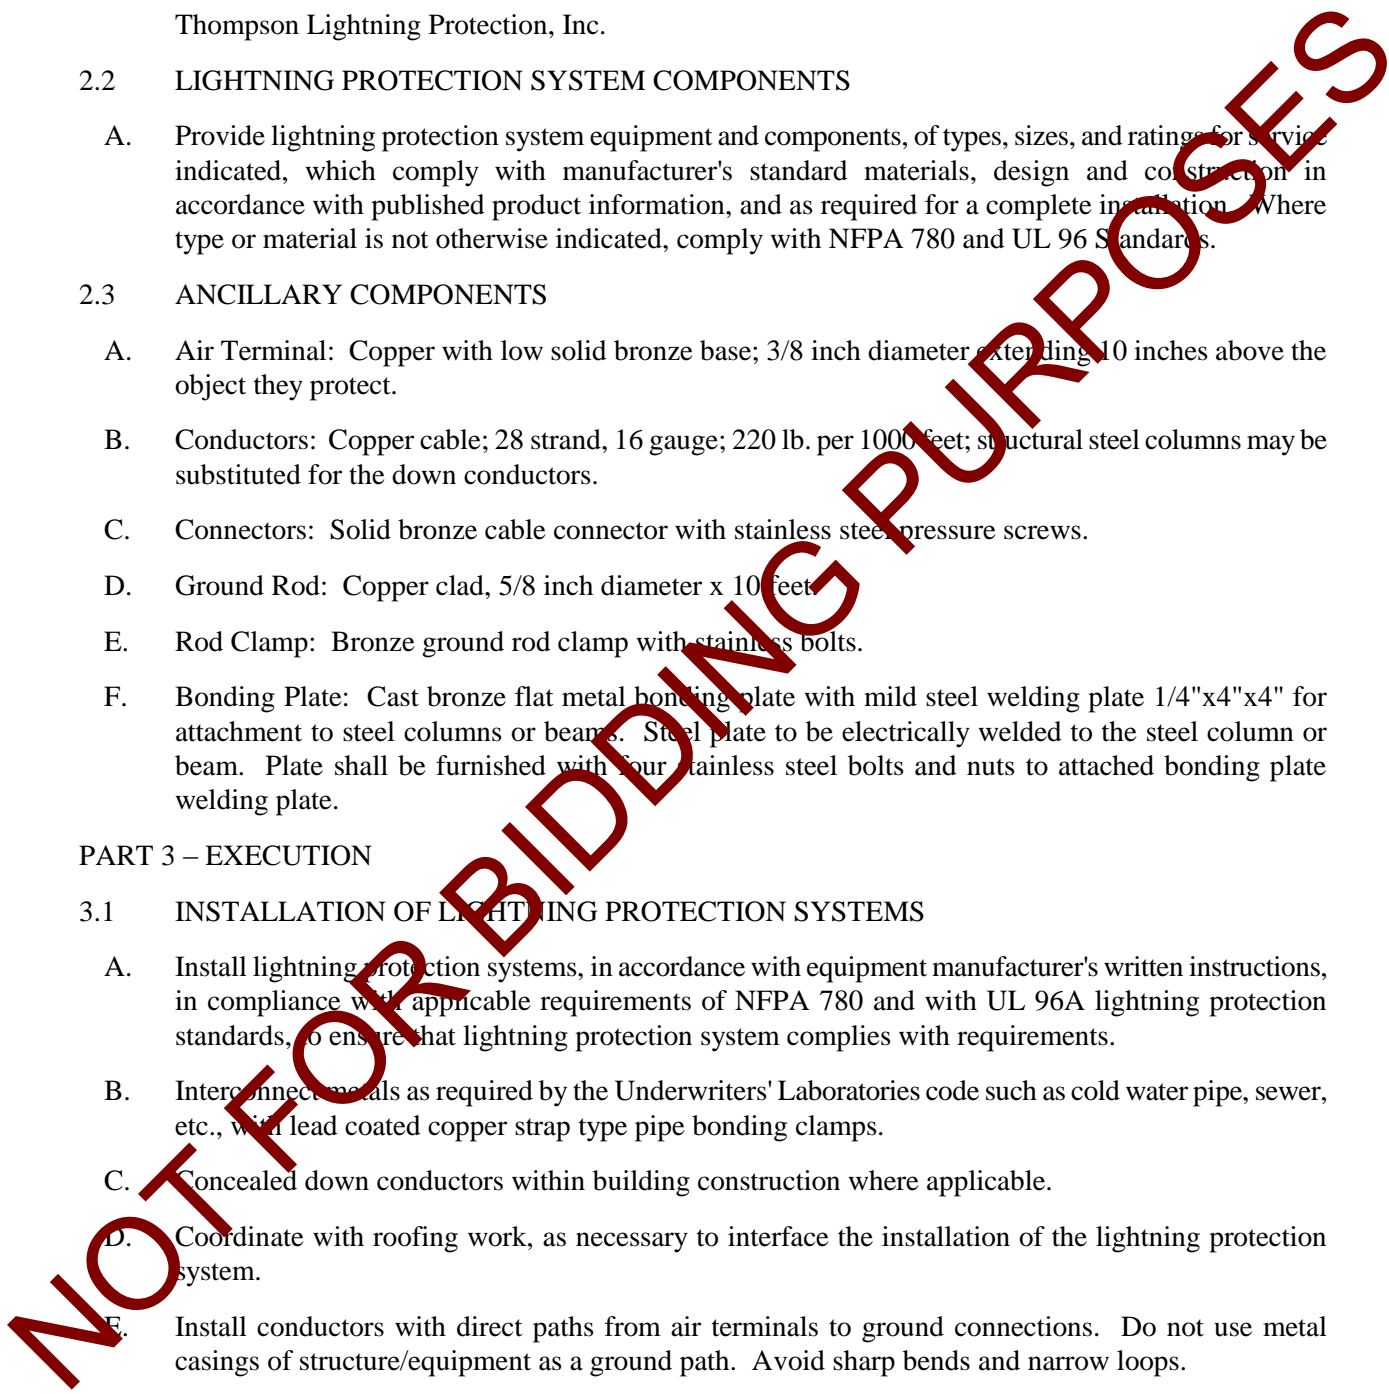 Thompson Lightning Protection, Inc.
2.2 LIGHTNING PROTECTION SYSTEM COMPONENTS
A. Provide lightning protection system equipment and components, of types, sizes, and ratings for service
indicated, which comply with manufacturer's standard materials, design and construction in
accordance with published product information, and as required for a complete installation. Where
type or material is not otherwise indicated, comply with NFPA 780 and UL 96 Standards.
2.3 ANCILLARY COMPONENTS
A. Air Terminal: Copper with low solid bronze base; 3/8 inch diameter extending 10 inches above the
object they protect.
B. Conductors: Copper cable; 28 strand, 16 gauge; 220 lb. per 1000 feet; structural steel columns may be
substituted for the down conductors.
C. Connectors: Solid bronze cable connector with stainless steel pressure screws.
D. Ground Rod: Copper clad, 5/8 inch diameter x 10 feet.
E. Rod Clamp: Bronze ground rod clamp with stainless bolts.
F. Bonding Plate: Cast bronze flat metal bonding plate with mild steel welding plate 1/4"x4"x4" for
attachment to steel columns or beams. Steel plate to be electrically welded to the steel column or
beam. Plate shall be furnished with four stainless steel bolts and nuts to attached bonding plate
welding plate.
PART 3 – EXECUTION
3.1 INSTALLATION OF LIGHTNING PROTECTION SYSTEMS
A. Install lightning protection systems, in accordance with equipment manufacturer's written instructions,
in compliance with applicable requirements of NFPA 780 and with UL 96A lightning protection
standards, to ensure that lightning protection system complies with requirements.
B. Interconnect metals as required by the Underwriters' Laboratories code such as cold water pipe, sewer,
etc., with lead coated copper strap type pipe bonding clamps.
C. Concealed down conductors within building construction where applicable.
D. Coordinate with roofing work, as necessary to interface the installation of the lightning protection
system.
E. Install conductors with direct paths from air terminals to ground connections. Do not use metal
casings of structure/equipment as a ground path. Avoid sharp bends and narrow loops.
NOT FOR BIDDING PURPOSES